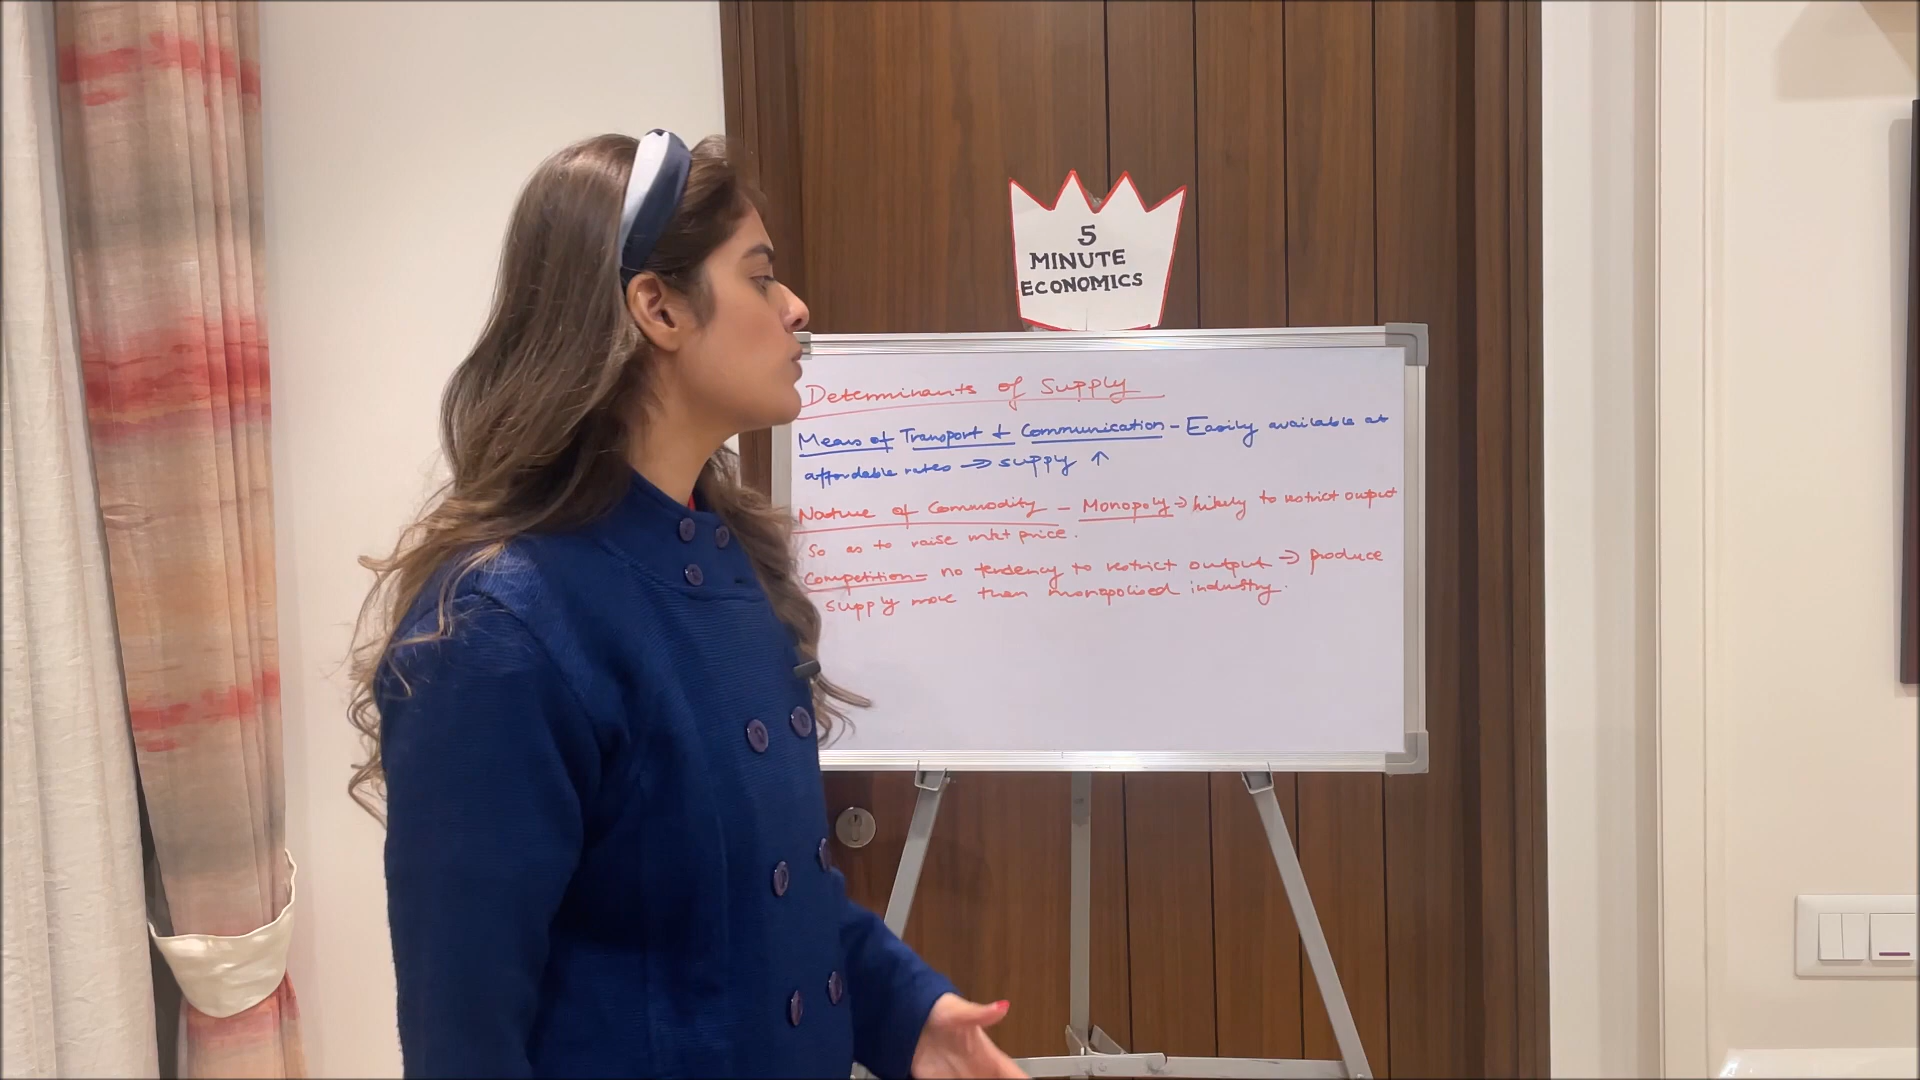 5
MINUTE
ECONOMICS
Determinants of Supply
Means of Transport & Communication - Easily available at
affordable rates → supply ↑
Nature of Commodity - Monopoly → likely to restrict output
so as to raise mkt price.
Competition = no tendency to restrict output → produce
supply more than monopolised industry.